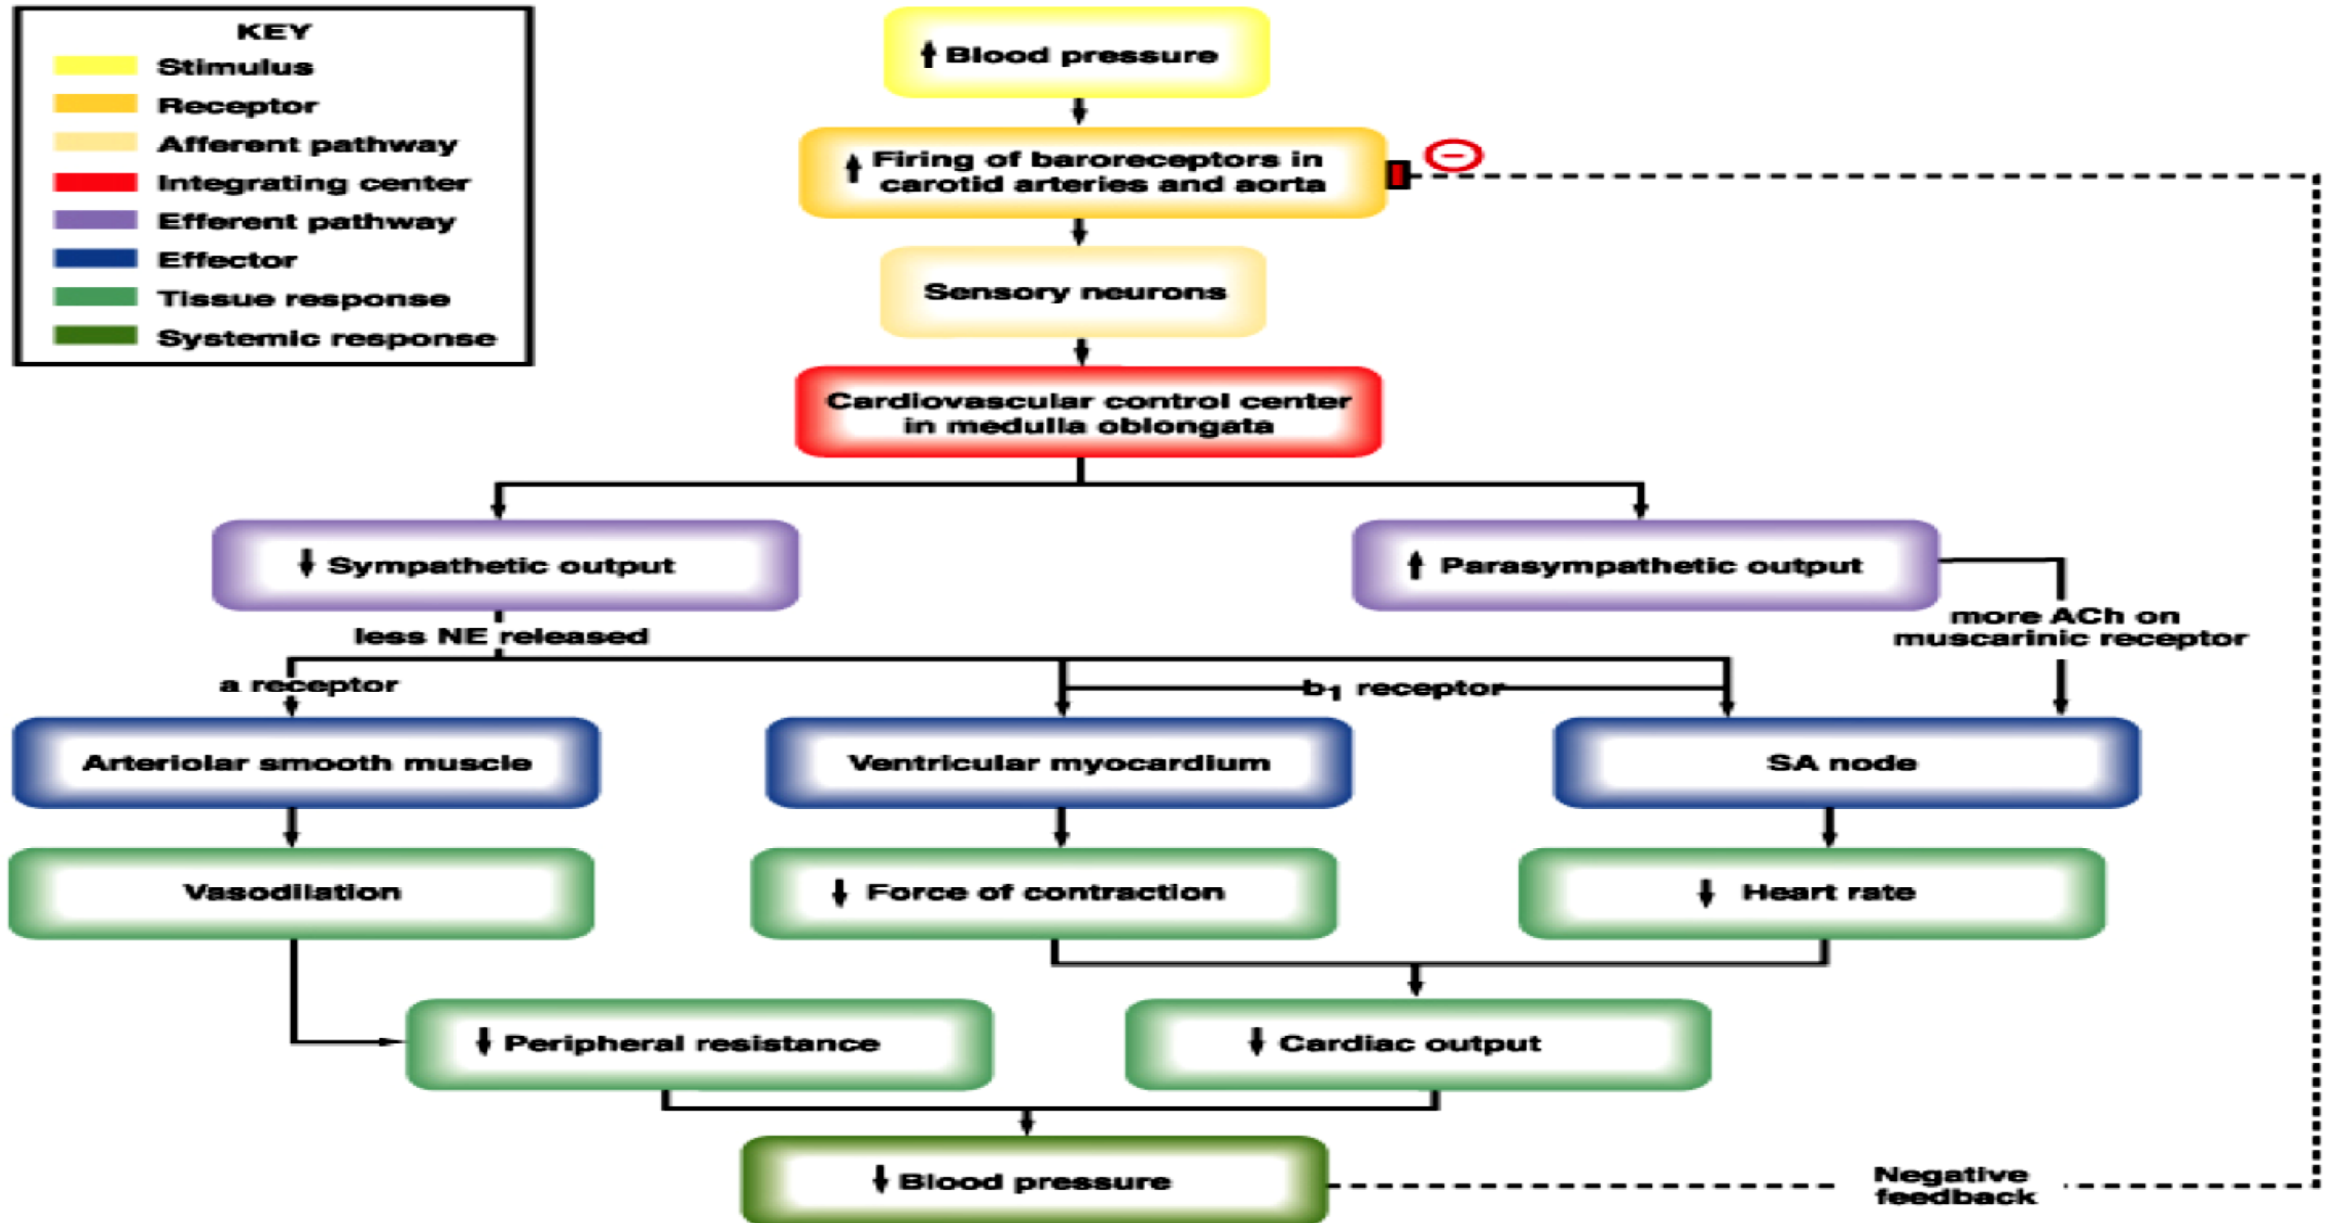 KEY
Stimulus
Receptor
Afferent pathway
Integrating center
Efferent pathway
Effector
Tissue response
Systemic response
↑ Blood pressure
↑ Firing of baroreceptors in
carotid arteries and aorta
−
Sensory neurons
Cardiovascular control center
in medulla oblongata
↓ Sympathetic output
↑ Parasympathetic output
less NE released
more ACh on
muscarinic receptor
a receptor
b₁ receptor
Arteriolar smooth muscle
Ventricular myocardium
SA node
Vasodilation
↓ Force of contraction
↓ Heart rate
↓ Peripheral resistance
↓ Cardiac output
↓ Blood pressure
Negative
feedback